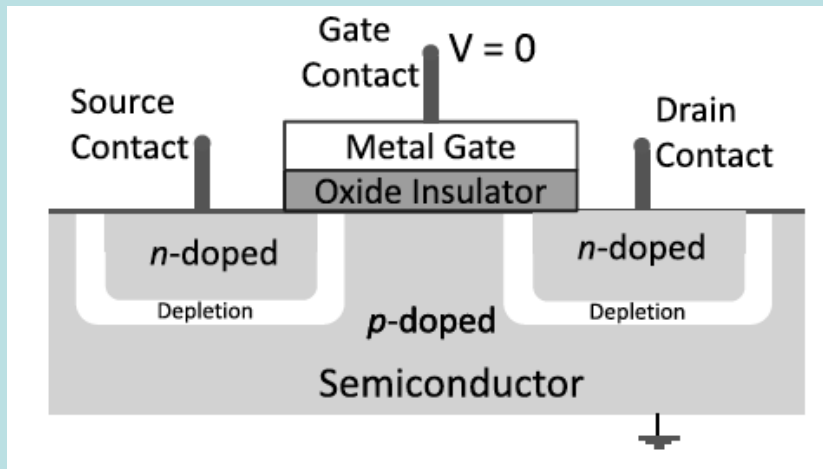 Gate
Contact
V = 0
Source
Contact
Drain
Contact
Metal Gate
Oxide Insulator
n-doped
n-doped
Depletion
Depletion
p-doped
Semiconductor